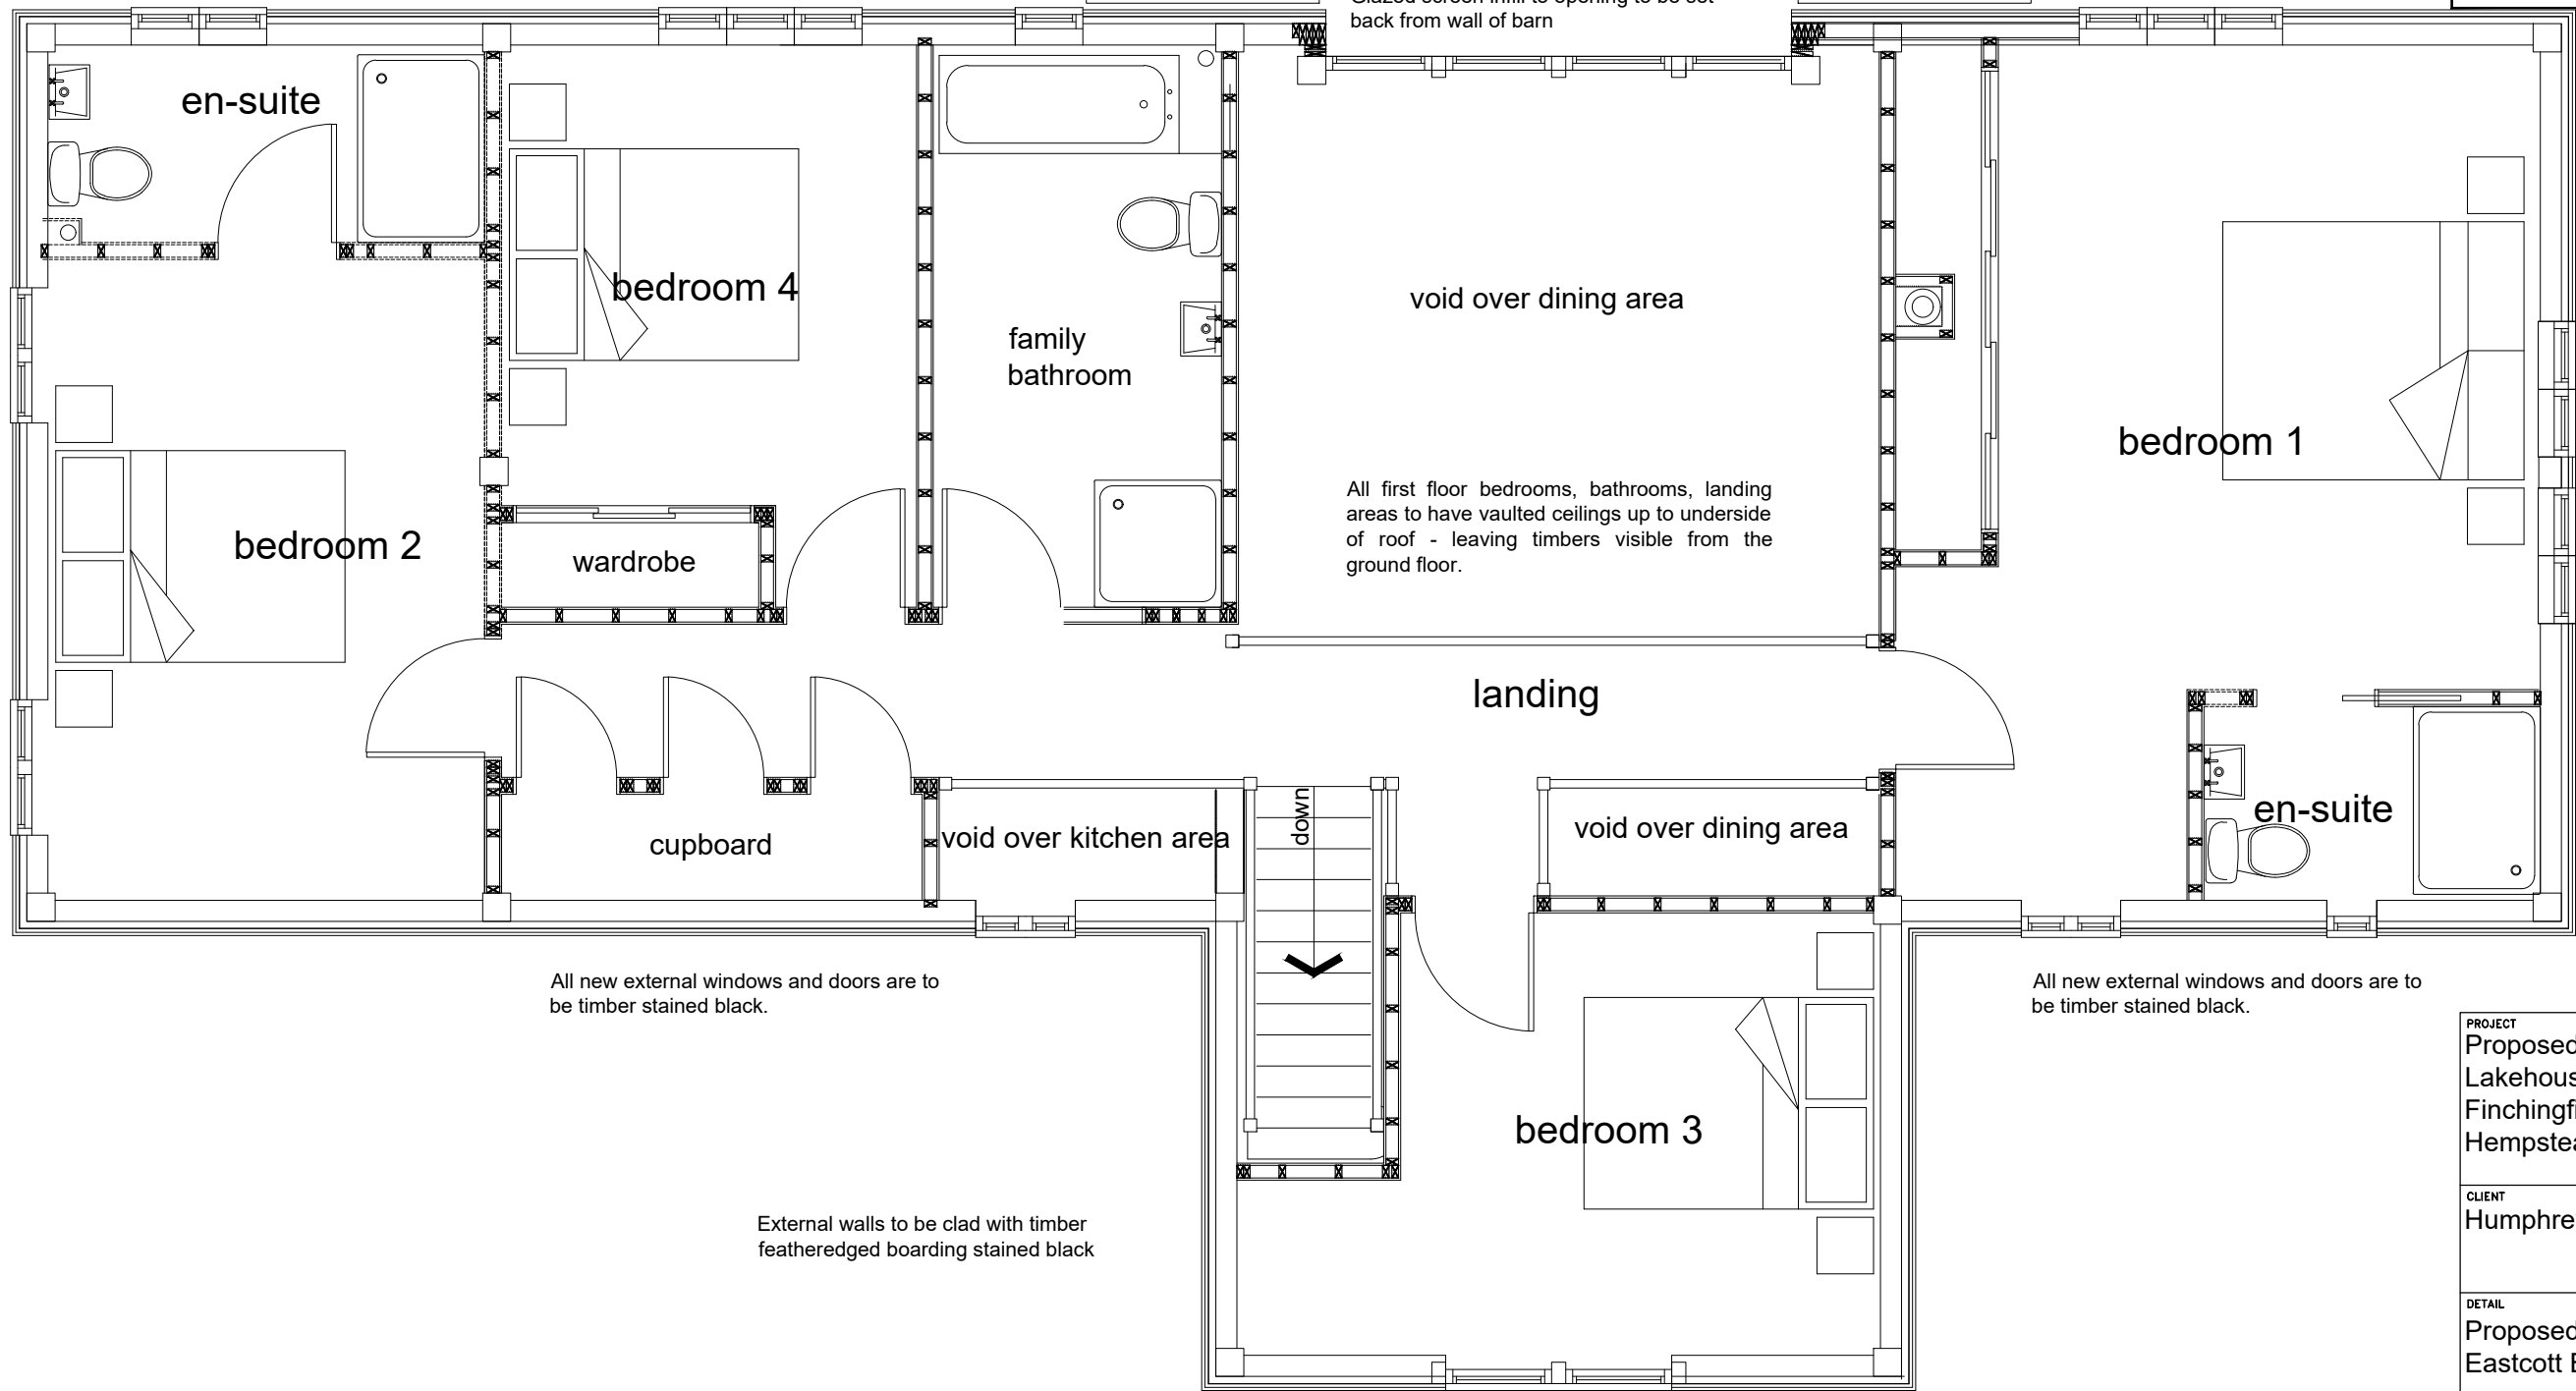 back from wall of barn
en-suite
bedroom 4
family
bathroom
void over dining area
bedroom 1
All first floor bedrooms, bathrooms, landing
areas to have vaulted ceilings up to underside
of roof - leaving timbers visible from the
ground floor.
bedroom 2
wardrobe
landing
cupboard
void over kitchen area
down
void over dining area
en-suite
All new external windows and doors are to
be timber stained black.
All new external windows and doors are to
be timber stained black.
bedroom 3
External walls to be clad with timber
featheredged boarding stained black
PROJECT
Proposed
CLIENT
DETAIL
Proposed
Eastcott